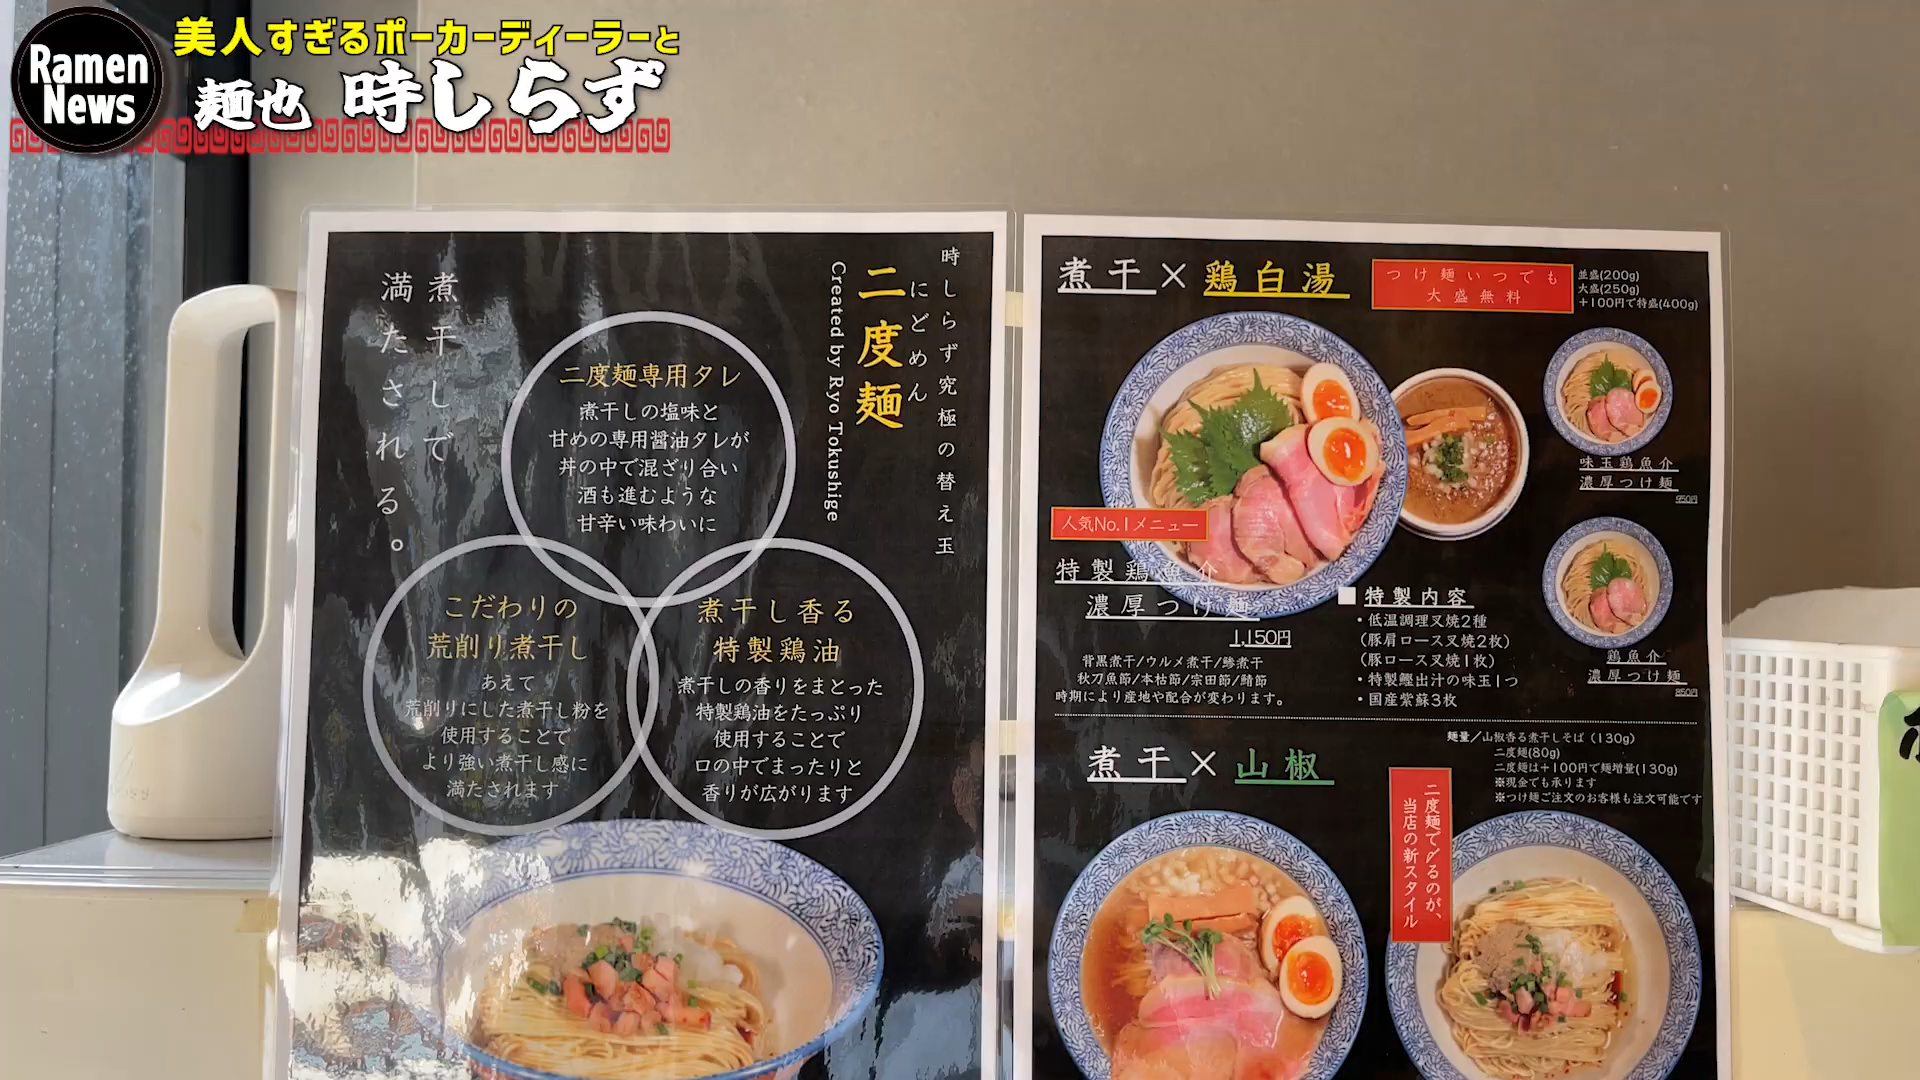 Ramen
News
美人すぎるポーカーディーラーと
麺也 時しらず
時しらず究極の替え玉
にどめん
二度麺
Created by Ryo Tokushige
煮干しで
満たされる。
二度麺専用タレ
煮干しの塩味と
甘めの専用醤油タレが
丼の中で混ざり合い
酒も進むような
甘辛い味わいに
こだわりの
荒削り煮干し
あえて
荒削りにした煮干し粉を
使用することで
より強い煮干し感に
満たされます
煮干し香る
特製鶏油
煮干しの香りをまとった
特製鶏油をたっぷり
使用することで
口の中でまったりと
香りが広がります
煮干×鶏白湯
つけ麺いつでも
大盛無料
並盛(200g)
大盛(250g)
+100円で特盛(400g)
味玉鶏魚介
濃厚つけ麺
950円
人気No.1メニュー
特製鶏魚介
濃厚つけ麺
1,150円
背黒煮干/ウルメ煮干/鯵煮干
秋刀魚節/本枯節/宗田節/鯖節
時期により産地や配合が変わります。
■特製内容
・低温調理叉焼2種
(豚肩ロース叉焼2枚)
(豚ロース叉焼1枚)
・特製鰹出汁の味玉1つ
・国産紫蘇3枚
鶏魚介
濃厚つけ麺
850円
煮干×山椒
麺量/山椒香る煮干しそば(130g)
二度麺(80g)
二度麺は+100円で麺増量(130g)
※現金でも承ります
※つけ麺ご注文のお客様も注文可能です
二度麺で〆るのが、
当店の新スタイル